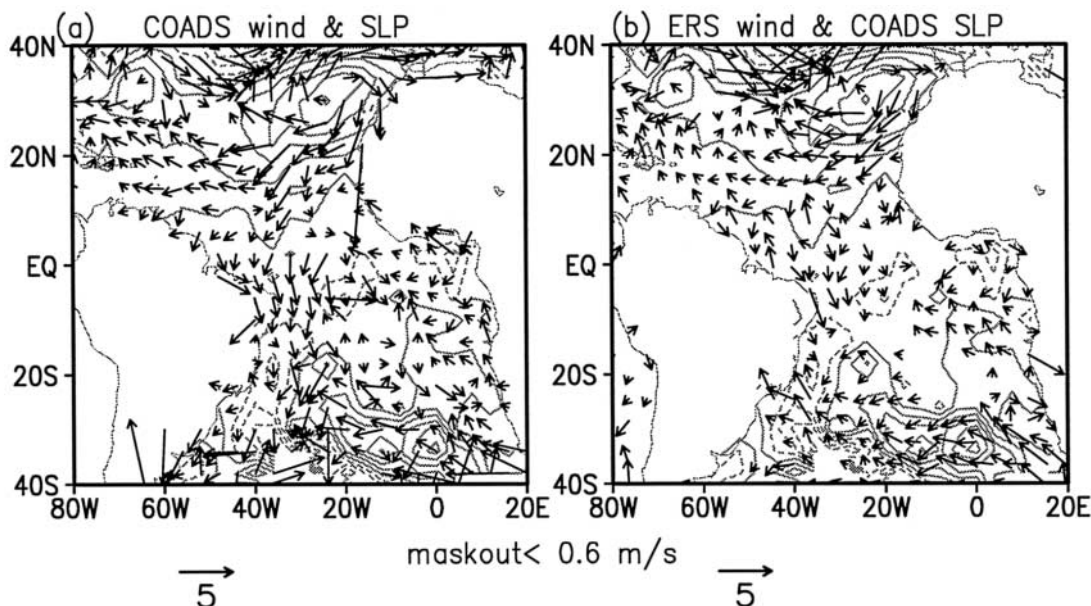 (a) COADS wind & SLP
(b) ERS wind & COADS SLP
40N
20N
EQ
20S
40S
80W 60W 40W 20W 0 20E
40N
20N
EQ
20S
40S
80W 60W 40W 20W 0 20E
maskout< 0.6 m/s
5
5